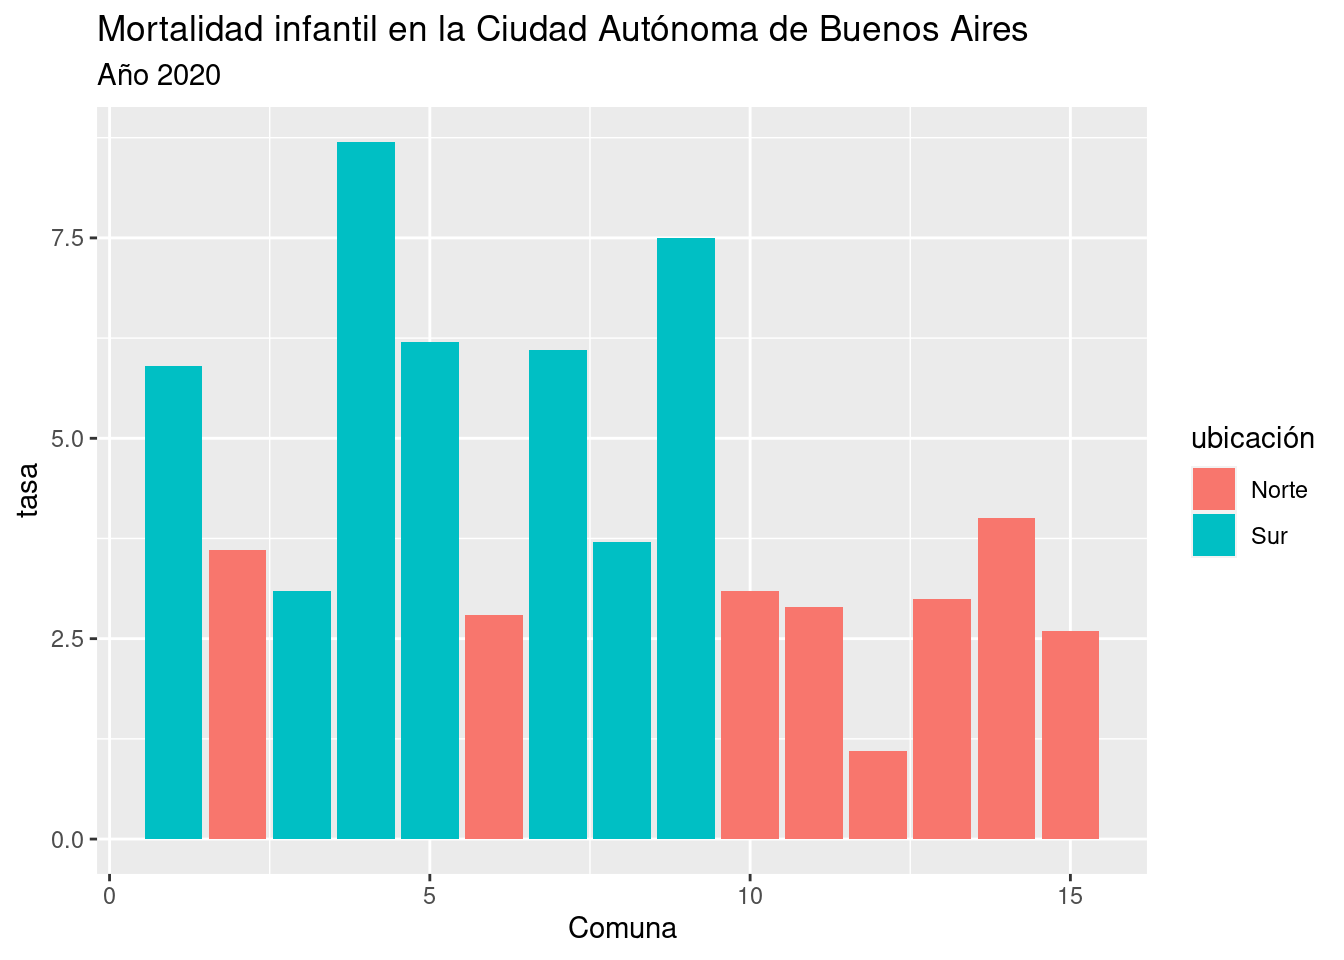 Mortalidad infantil en la Ciudad Autónoma de Buenos Aires
Año 2020
tasa
7.5
5.0
2.5
0.0
0 5 10 15
Comuna
ubicación
Norte
Sur